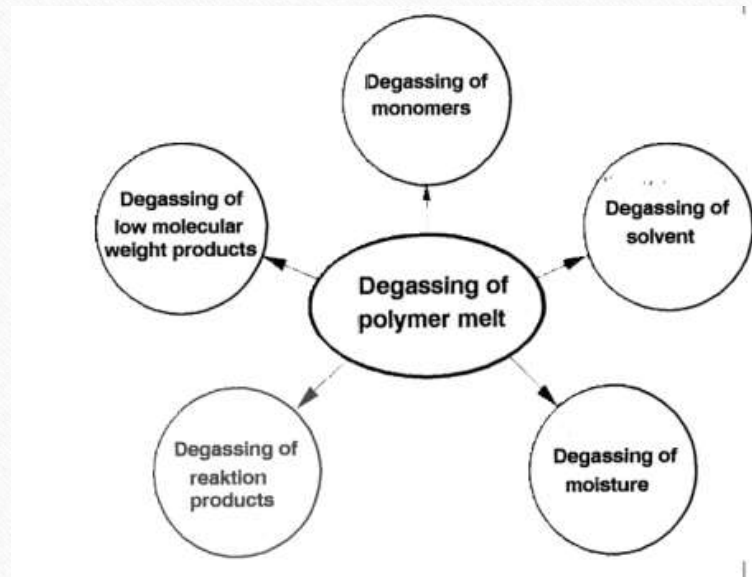 Degassing of
monomers
Degassing of
low molecular
weight products
Degassing of
solvent
Degassing of
polymer melt
Degassing of
reaktion
products
Degassing of
moisture